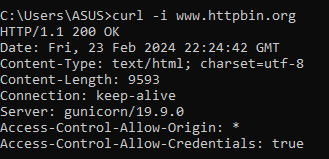 C:\Users\ASUS>curl -i www.httpbin.org
HTTP/1.1 200 OK
Date: Fri, 23 Feb 2024 22:24:42 GMT
Content-Type: text/html; charset=utf-8
Content-Length: 9593
Connection: keep-alive
Server: gunicorn/19.9.0
Access-Control-Allow-Origin: *
Access-Control-Allow-Credentials: true